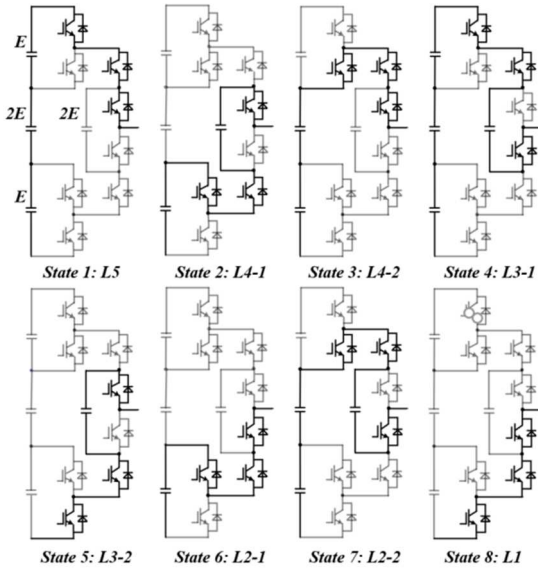 E
2E 2E
E
State 1: L5 State 2: L4-1 State 3: L4-2 State 4: L3-1
State 5: L3-2 State 6: L2-1 State 7: L2-2 State 8: L1